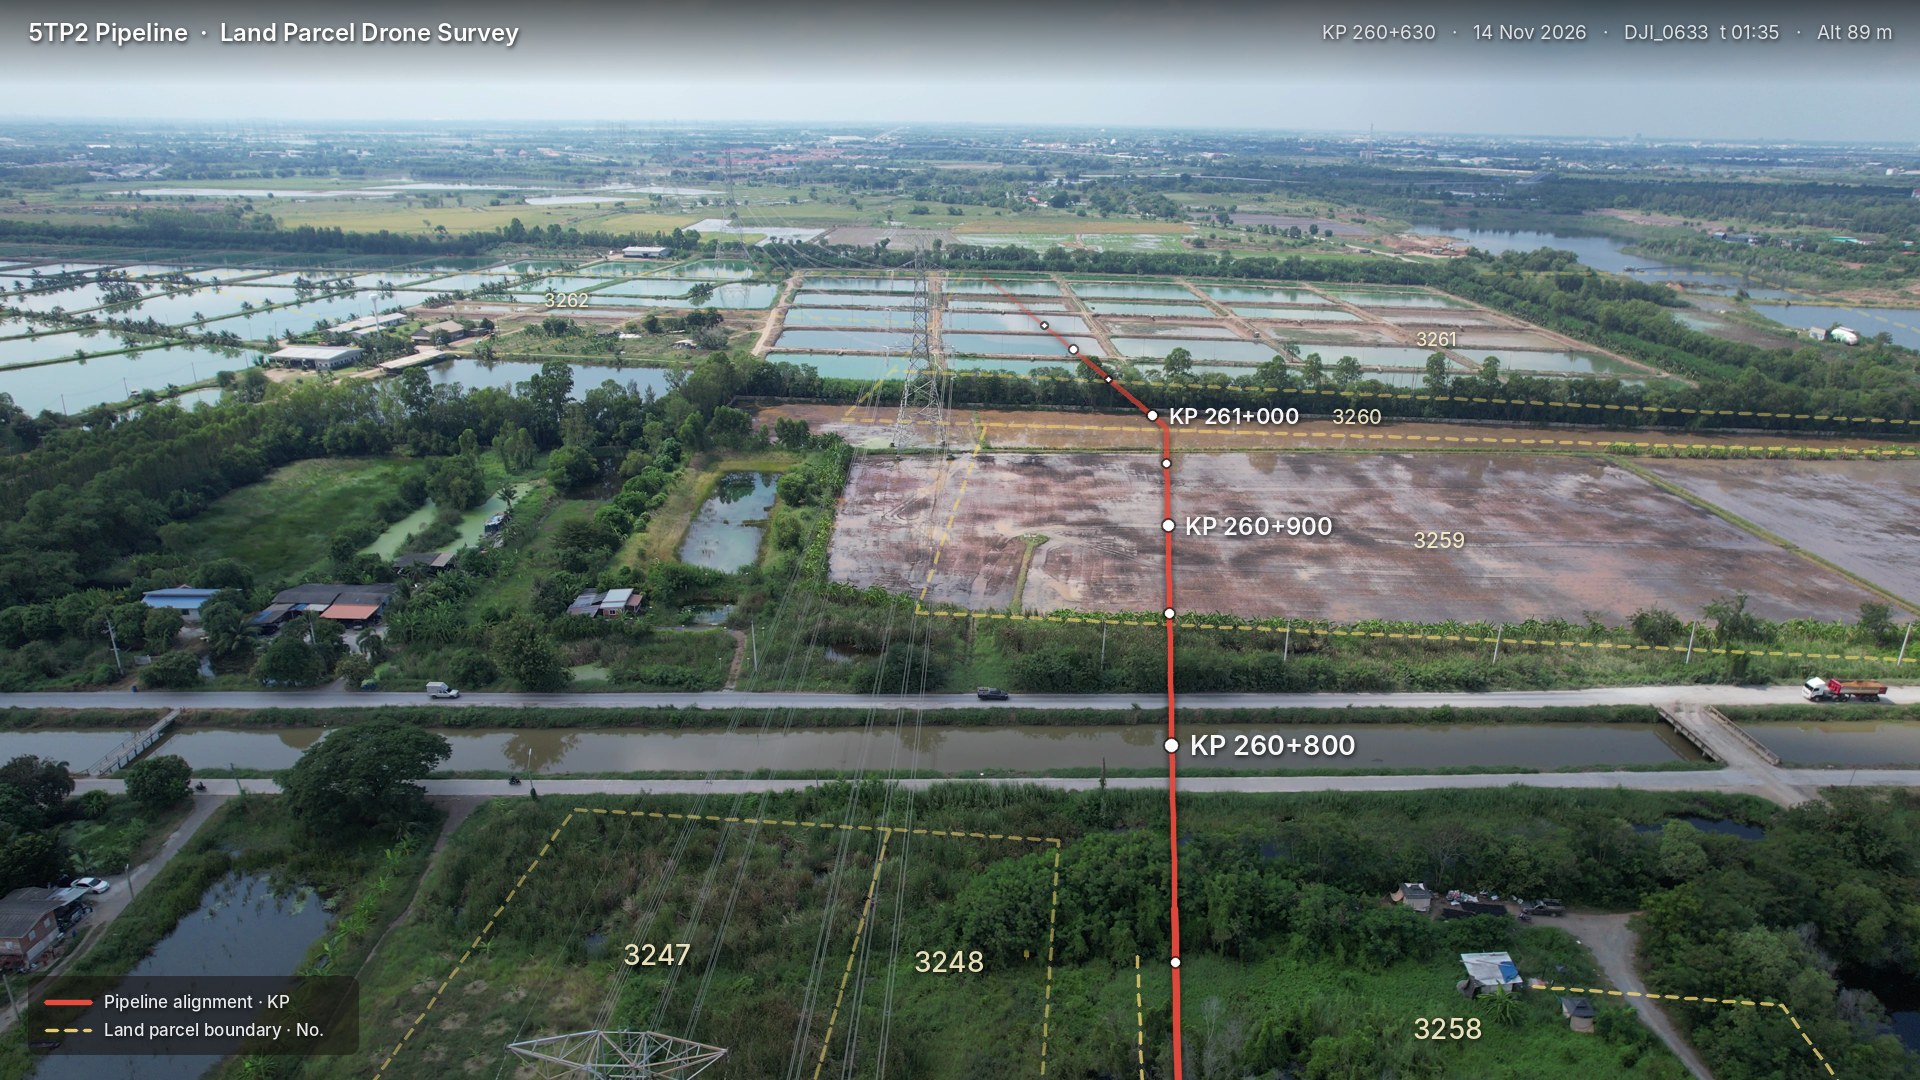 5TP2 Pipeline · Land Parcel Drone Survey
KP 260+630 · 14 Nov 2026 · DJI_0633 t 01:35 · Alt 89 m
3262
3261
KP 261+000
3260
KP 260+900
3259
KP 260+800
3247
3248
3258
Pipeline alignment · KP
Land parcel boundary · No.